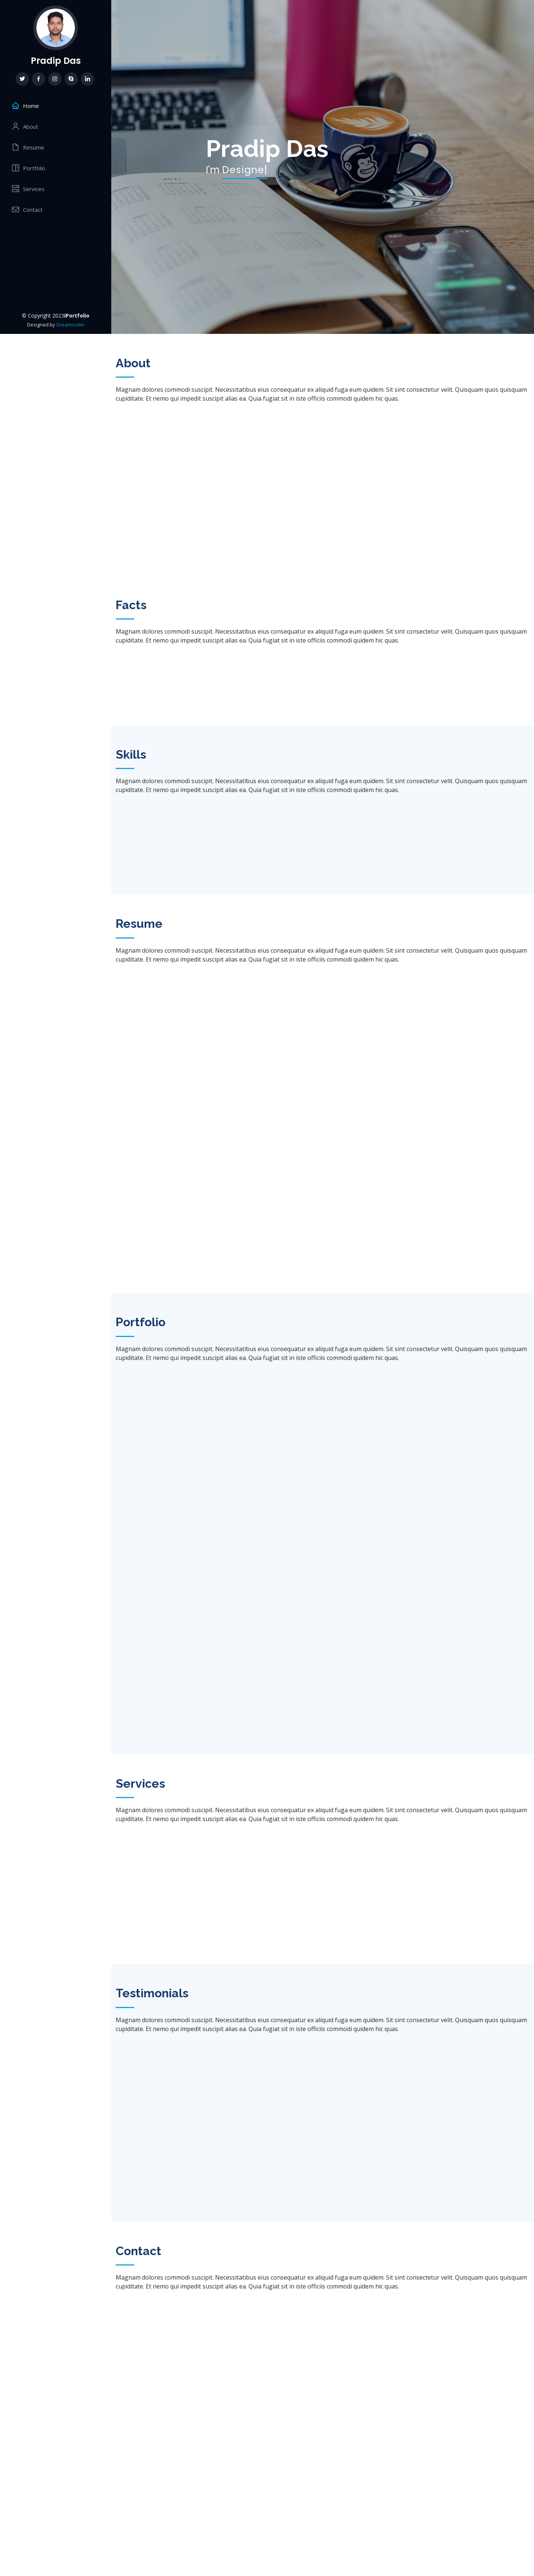 Pradip Das
Home
About
Resume
Portfolio
Services
Contact
© Copyright 2023iPortfolio
Designed by Dreamcoder
Pradip Das
I'm Designe|
About
Magnam dolores commodi suscipit. Necessitatibus eius consequatur ex aliquid fuga eum quidem. Sit sint consectetur velit. Quisquam quos quisquam
cupiditate. Et nemo qui impedit suscipit alias ea. Quia fugiat sit in iste officiis commodi quidem hic quas.
Facts
Magnam dolores commodi suscipit. Necessitatibus eius consequatur ex aliquid fuga eum quidem. Sit sint consectetur velit. Quisquam quos quisquam
cupiditate. Et nemo qui impedit suscipit alias ea. Quia fugiat sit in iste officiis commodi quidem hic quas.
Skills
Magnam dolores commodi suscipit. Necessitatibus eius consequatur ex aliquid fuga eum quidem. Sit sint consectetur velit. Quisquam quos quisquam
cupiditate. Et nemo qui impedit suscipit alias ea. Quia fugiat sit in iste officiis commodi quidem hic quas.
Resume
Magnam dolores commodi suscipit. Necessitatibus eius consequatur ex aliquid fuga eum quidem. Sit sint consectetur velit. Quisquam quos quisquam
cupiditate. Et nemo qui impedit suscipit alias ea. Quia fugiat sit in iste officiis commodi quidem hic quas.
Portfolio
Magnam dolores commodi suscipit. Necessitatibus eius consequatur ex aliquid fuga eum quidem. Sit sint consectetur velit. Quisquam quos quisquam
cupiditate. Et nemo qui impedit suscipit alias ea. Quia fugiat sit in iste officiis commodi quidem hic quas.
Services
Magnam dolores commodi suscipit. Necessitatibus eius consequatur ex aliquid fuga eum quidem. Sit sint consectetur velit. Quisquam quos quisquam
cupiditate. Et nemo qui impedit suscipit alias ea. Quia fugiat sit in iste officiis commodi quidem hic quas.
Testimonials
Magnam dolores commodi suscipit. Necessitatibus eius consequatur ex aliquid fuga eum quidem. Sit sint consectetur velit. Quisquam quos quisquam
cupiditate. Et nemo qui impedit suscipit alias ea. Quia fugiat sit in iste officiis commodi quidem hic quas.
Contact
Magnam dolores commodi suscipit. Necessitatibus eius consequatur ex aliquid fuga eum quidem. Sit sint consectetur velit. Quisquam quos quisquam
cupiditate. Et nemo qui impedit suscipit alias ea. Quia fugiat sit in iste officiis commodi quidem hic quas.